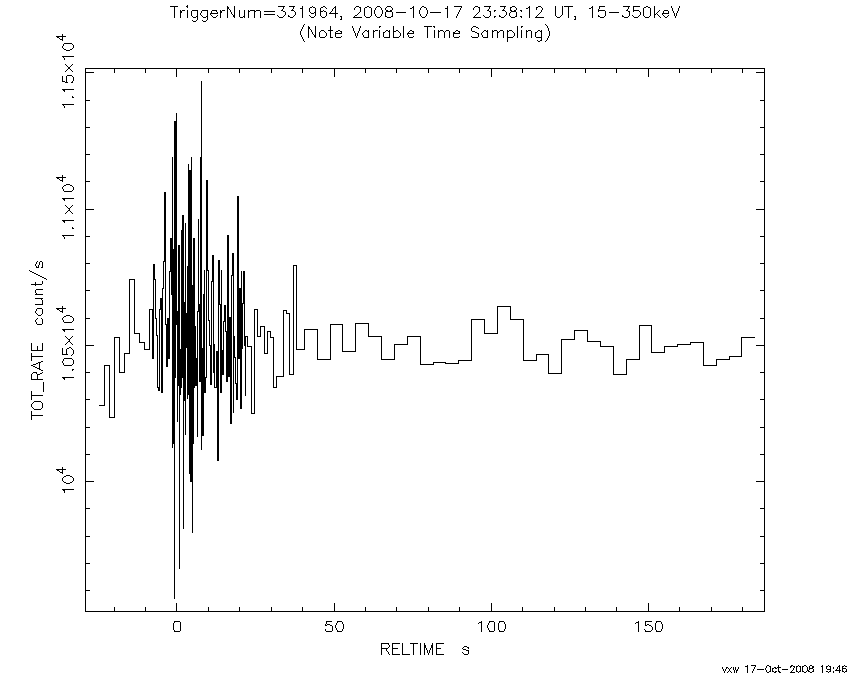 TriggerNum=331964, 2008-10-17 23:38:12 UT, 15-350keV
(Note Variable Time Sampling)
1.15×10⁴
1.1×10⁴
1.05×10⁴
10⁴
TOT_RATE count/s
0 50 100 150
RELTIME s
vxw 17-Oct-2008 19:46